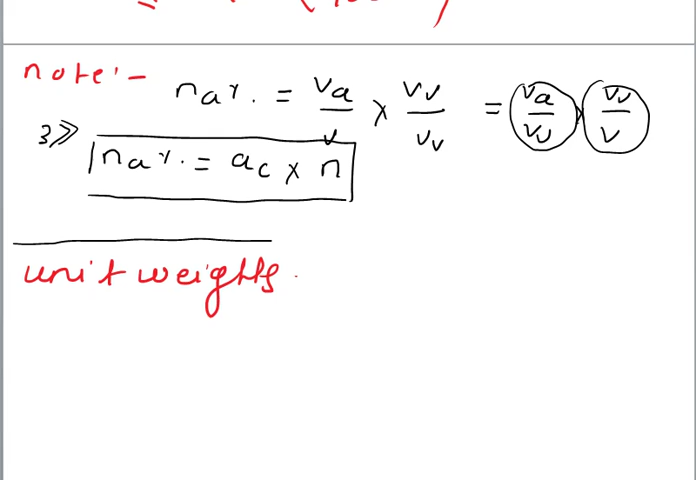 note:-
na%. = Va/V × Vv/Vv = (Va/Vv) × (Vv/V)
3⟫ na%. = ac × n
unit weights.